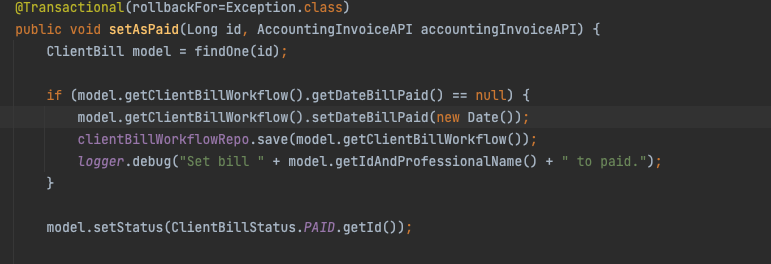 @Transactional(rollbackFor=Exception.class)
public void setAsPaid(Long id, AccountingInvoiceAPI accountingInvoiceAPI) {
ClientBill model = findOne(id);
if (model.getClientBillWorkflow().getDateBillPaid() == null) {
model.getClientBillWorkflow().setDateBillPaid(new Date());
clientBillWorkflowRepo.save(model.getClientBillWorkflow());
logger.debug("Set bill " + model.getIdAndProfessionalName() + " to paid.");
}
model.setStatus(ClientBillStatus.PAID.getId());